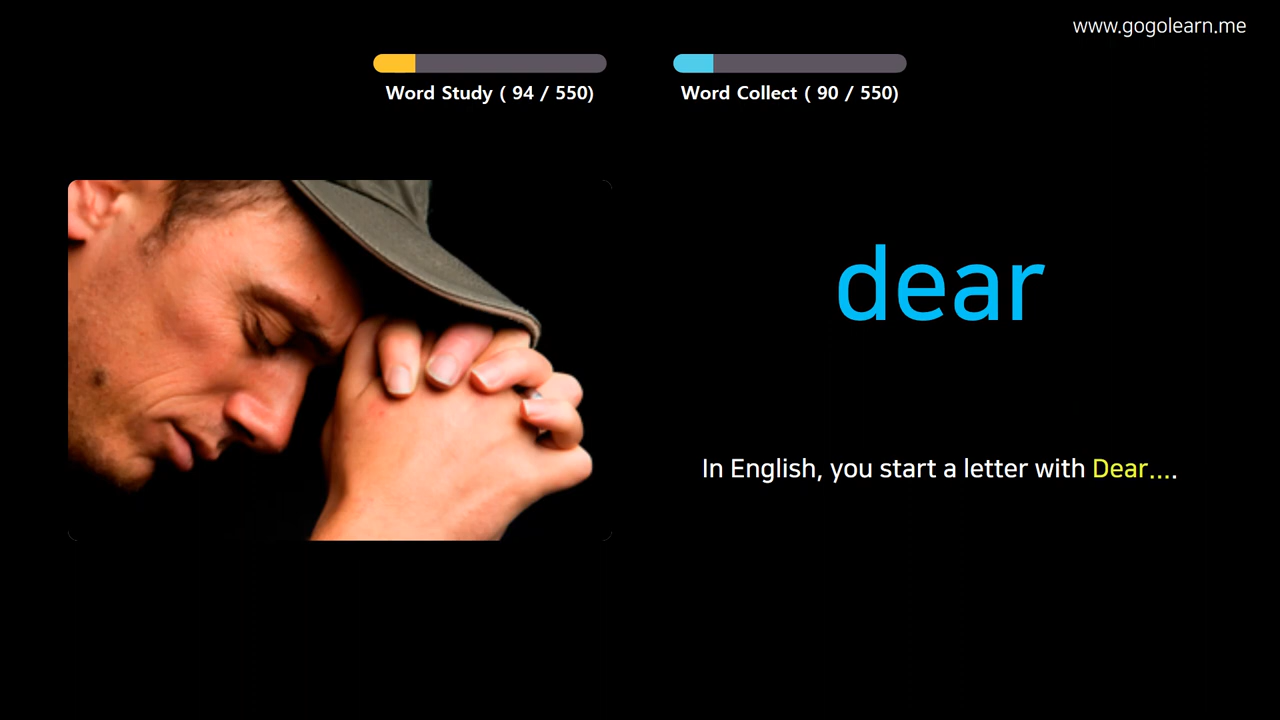 www.gogolearn.me
Word Study ( 94 / 550)
Word Collect ( 90 / 550)
dear
In English, you start a letter with Dear....